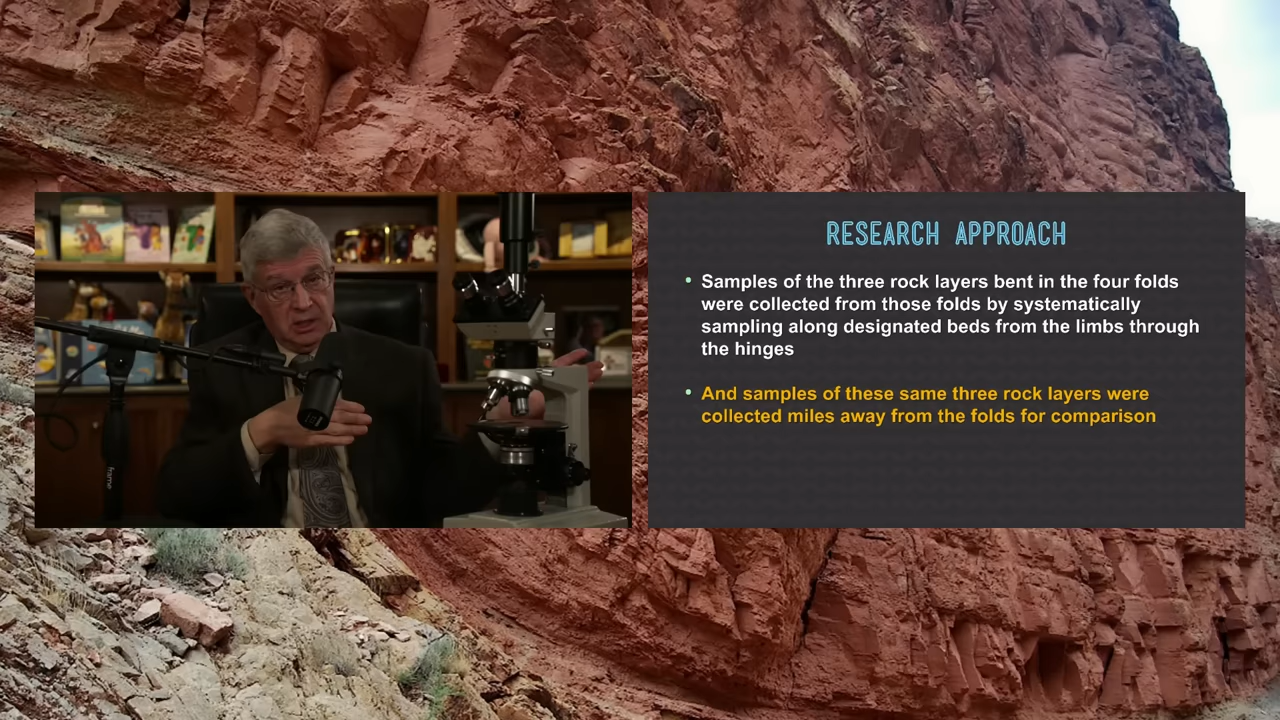 RESEARCH APPROACH
• Samples of the three rock layers bent in the four folds
were collected from those folds by systematically
sampling along designated beds from the limbs through
the hinges
• And samples of these same three rock layers were
collected miles away from the folds for comparison
frame